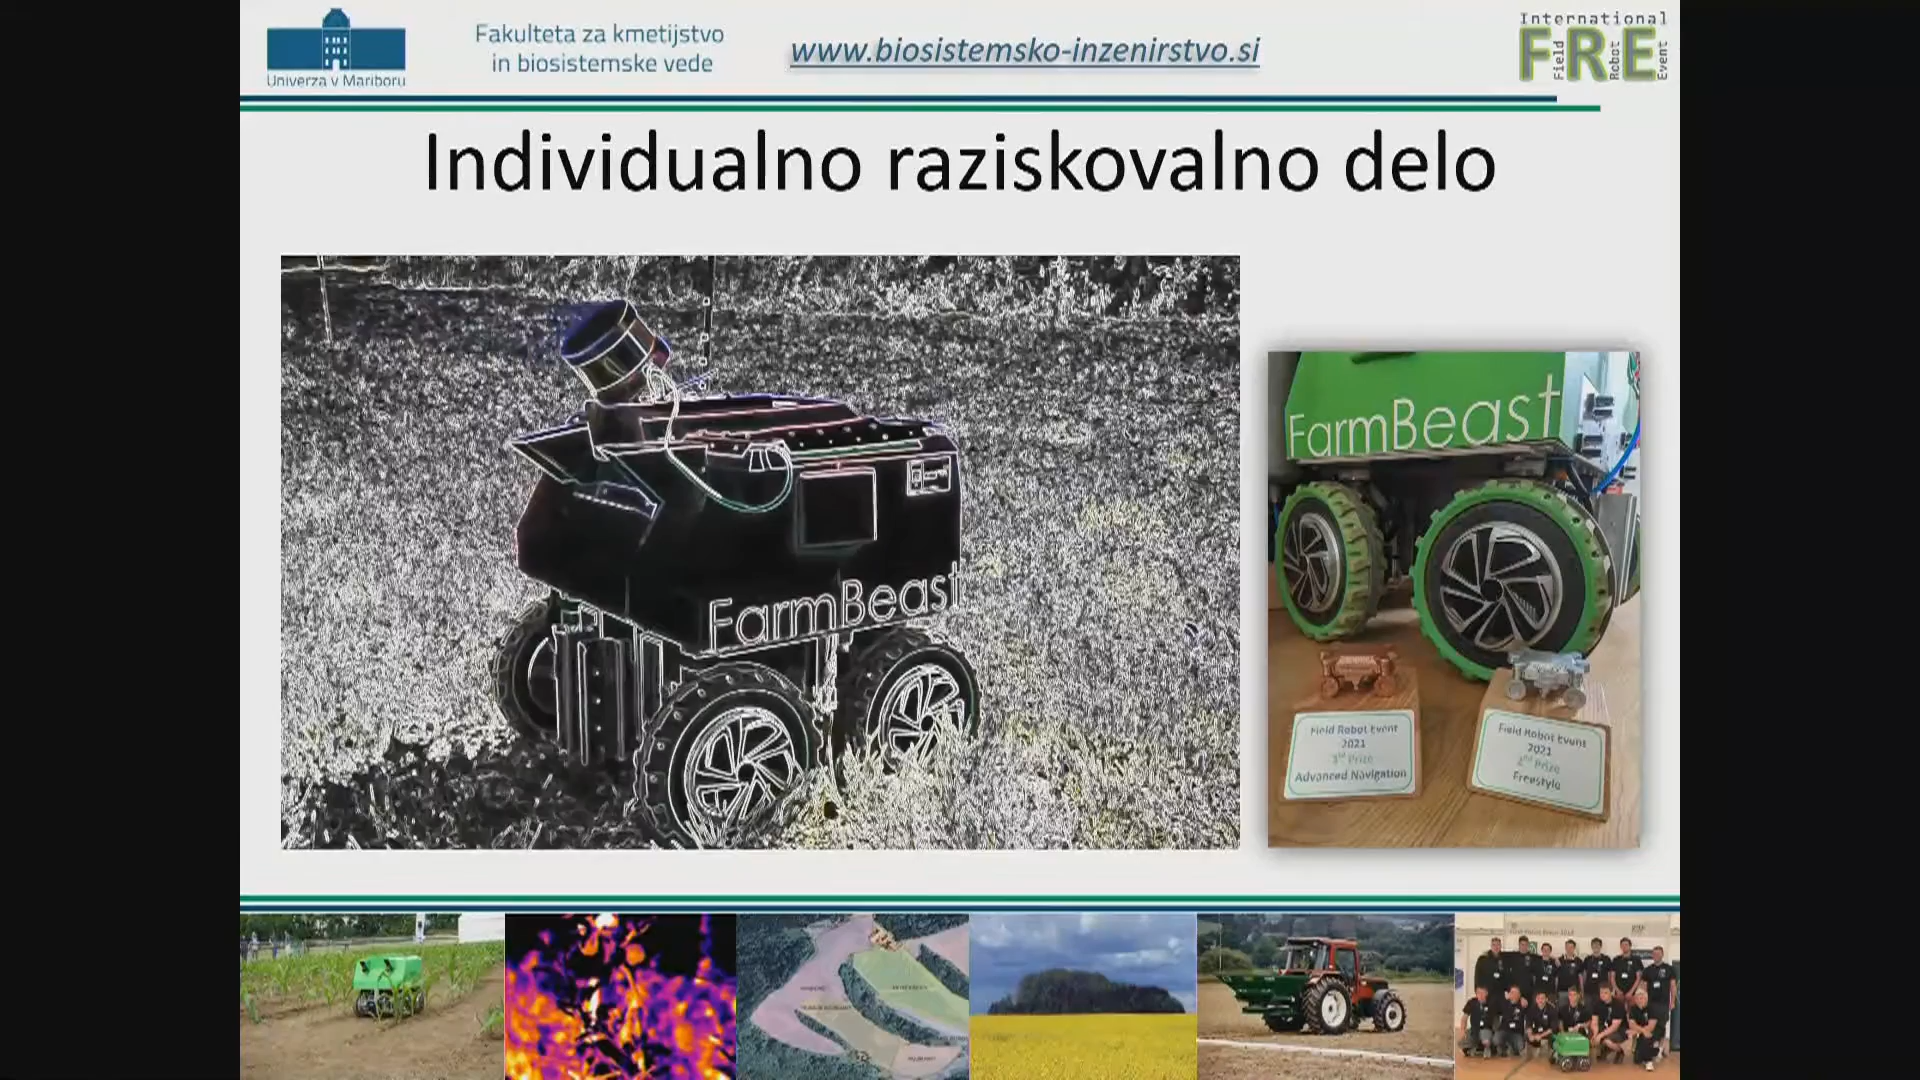 Univerza v Mariboru
Fakulteta za kmetijstvo
in biosistemske vede
www.biosistemsko-inzenirstvo.si
International
FRE
Field
Robot
Event
Individualno raziskovalno delo
FarmBeast
FarmBeast
Field Robot Event
2021
3rd Prize
Advanced Navigation
Field Robot Event
2021
2nd Prize
Freestyle